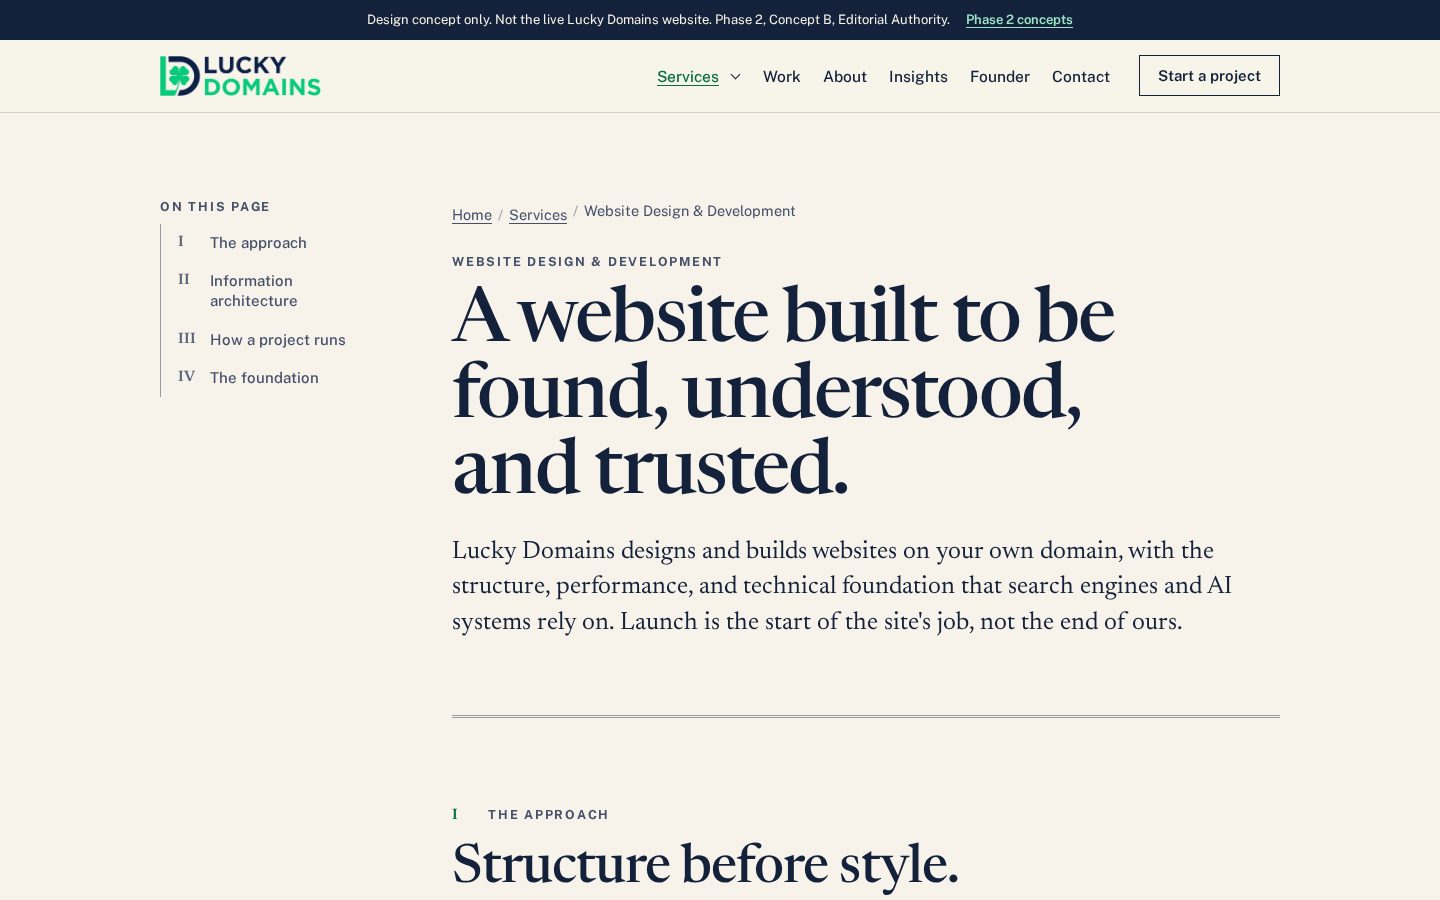 Design concept only. Not the live Lucky Domains website. Phase 2, Concept B, Editorial Authority. Phase 2 concepts
LUCKY
DOMAINS
Services Work About Insights Founder Contact Start a project
ON THIS PAGE
I The approach
II Information
architecture
III How a project runs
IV The foundation
Home / Services / Website Design & Development
WEBSITE DESIGN & DEVELOPMENT
A website built to be
found, understood,
and trusted.
Lucky Domains designs and builds websites on your own domain, with the
structure, performance, and technical foundation that search engines and AI
systems rely on. Launch is the start of the site's job, not the end of ours.
I THE APPROACH
Structure before style.